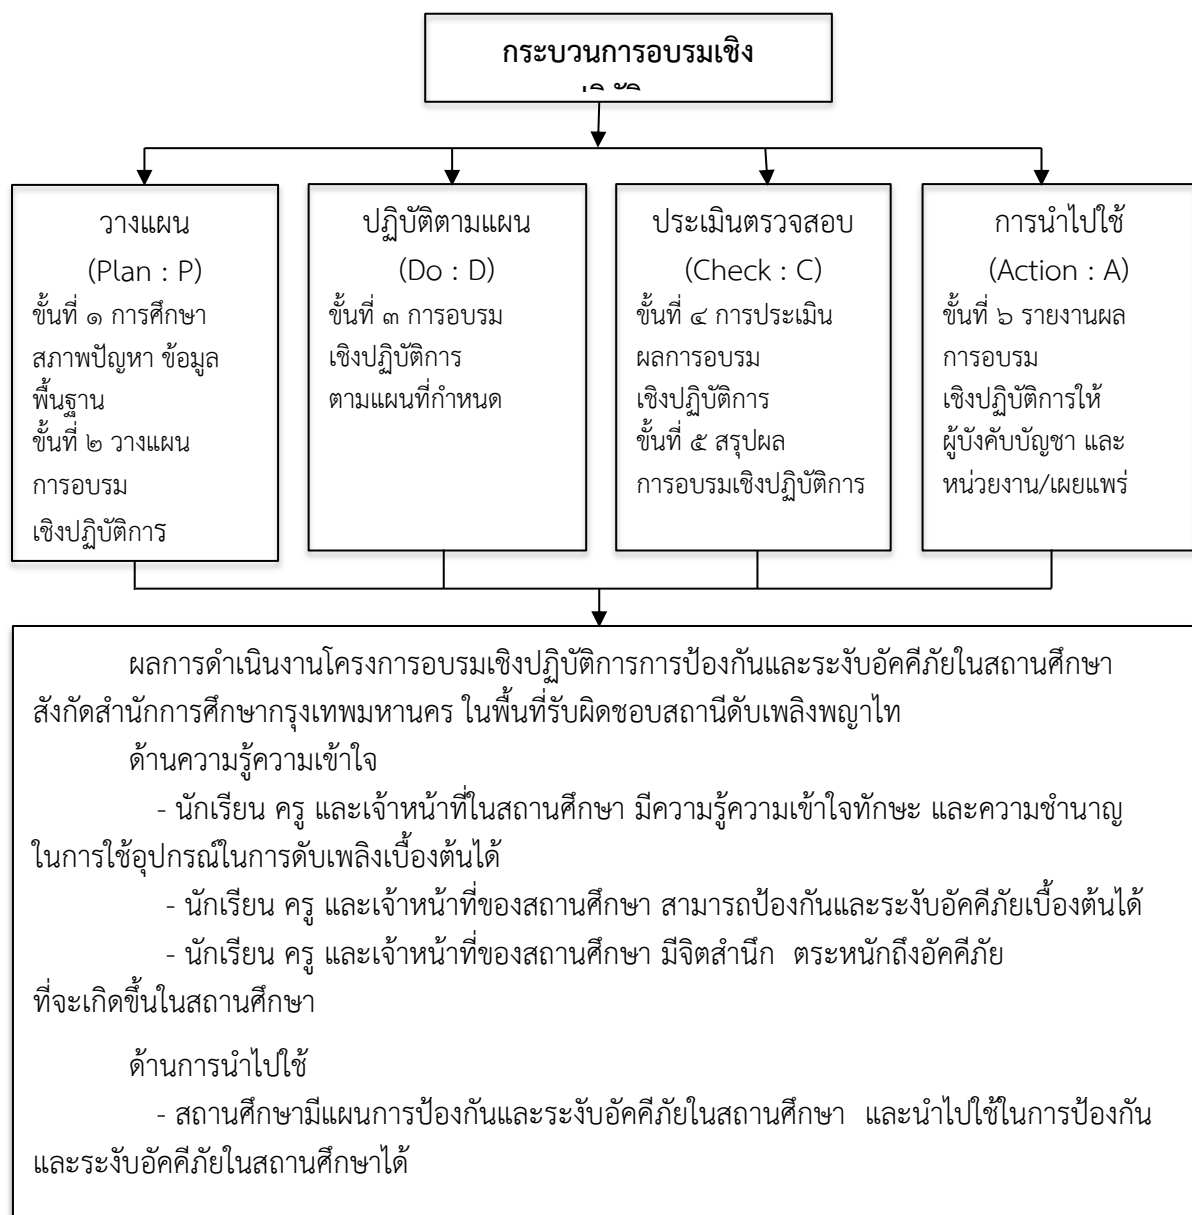 กระบวนการอบรมเชิง
วางแผน
(Plan : P)
ขั้นที่ ๑ การศึกษา
สภาพปัญหา ข้อมูล
พื้นฐาน
ขั้นที่ ๒ วางแผน
การอบรม
เชิงปฏิบัติการ
ปฏิบัติตามแผน
(Do : D)
ขั้นที่ ๓ การอบรม
เชิงปฏิบัติการ
ตามแผนที่กำหนด
ประเมินตรวจสอบ
(Check : C)
ขั้นที่ ๔ การประเมิน
ผลการอบรม
เชิงปฏิบัติการ
ขั้นที่ ๕ สรุปผล
การอบรมเชิงปฏิบัติการ
การนำไปใช้
(Action : A)
ขั้นที่ ๖ รายงานผล
การอบรม
เชิงปฏิบัติการให้
ผู้บังคับบัญชา และ
หน่วยงาน/เผยแพร่
ผลการดำเนินงานโครงการอบรมเชิงปฏิบัติการการป้องกันและระงับอัคคีภัยในสถานศึกษา
สังกัดสำนักการศึกษากรุงเทพมหานคร ในพื้นที่รับผิดชอบสถานีดับเพลิงพญาไท
ด้านความรู้ความเข้าใจ
- นักเรียน ครู และเจ้าหน้าที่ในสถานศึกษา มีความรู้ความเข้าใจทักษะ และความชำนาญ
ในการใช้อุปกรณ์ในการดับเพลิงเบื้องต้นได้
- นักเรียน ครู และเจ้าหน้าที่ของสถานศึกษา สามารถป้องกันและระงับอัคคีภัยเบื้องต้นได้
- นักเรียน ครู และเจ้าหน้าที่ของสถานศึกษา มีจิตสำนึก ตระหนักถึงอัคคีภัย
ที่จะเกิดขึ้นในสถานศึกษา
ด้านการนำไปใช้
- สถานศึกษามีแผนการป้องกันและระงับอัคคีภัยในสถานศึกษา และนำไปใช้ในการป้องกัน
และระงับอัคคีภัยในสถานศึกษาได้